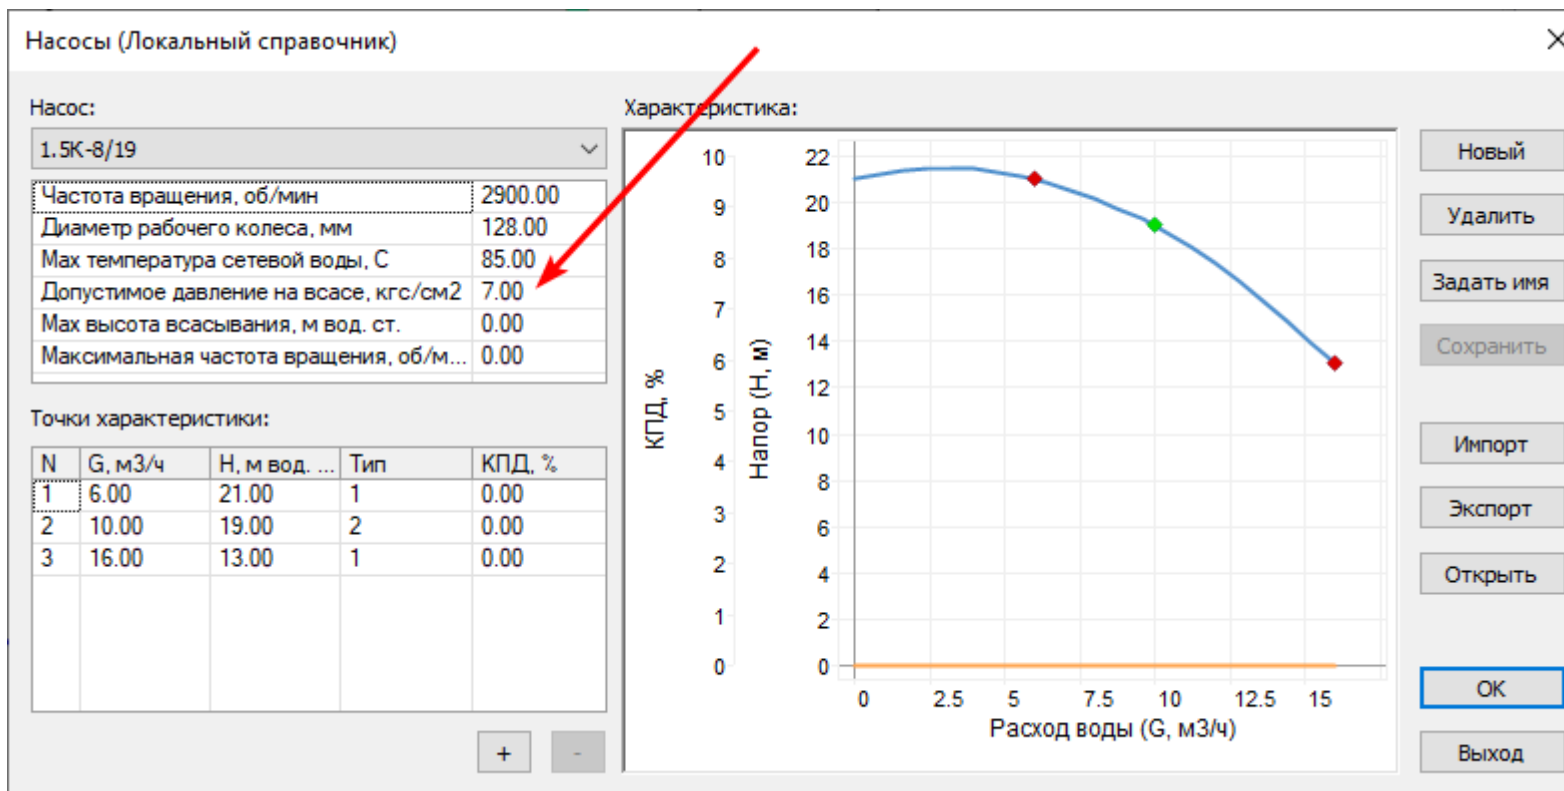 Насосы (Локальный справочник)
Насос:
1.5К-8/19
Частота вращения, об/мин 2900.00
Диаметр рабочего колеса, мм 128.00
Мах температура сетевой воды, С 85.00
Допустимое давление на всасе, кгс/см2 7.00
Мах высота всасывания, м вод. ст. 0.00
Максимальная частота вращения, об/м... 0.00
Точки характеристики:
N G, м3/ч Н, м вод. ... Тип КПД, %
1 6.00 21.00 1 0.00
2 10.00 19.00 2 0.00
3 16.00 13.00 1 0.00
+ -
Характеристика:
КПД, %
10
9
8
7
6
5
4
3
2
1
0
Напор (Н, м)
22
20
18
16
14
12
10
8
6
4
2
0
0 2.5 5 7.5 10 12.5 15
Расход воды (G, м3/ч)
Новый
Удалить
Задать имя
Сохранить
Импорт
Экспорт
Открыть
ОК
Выход